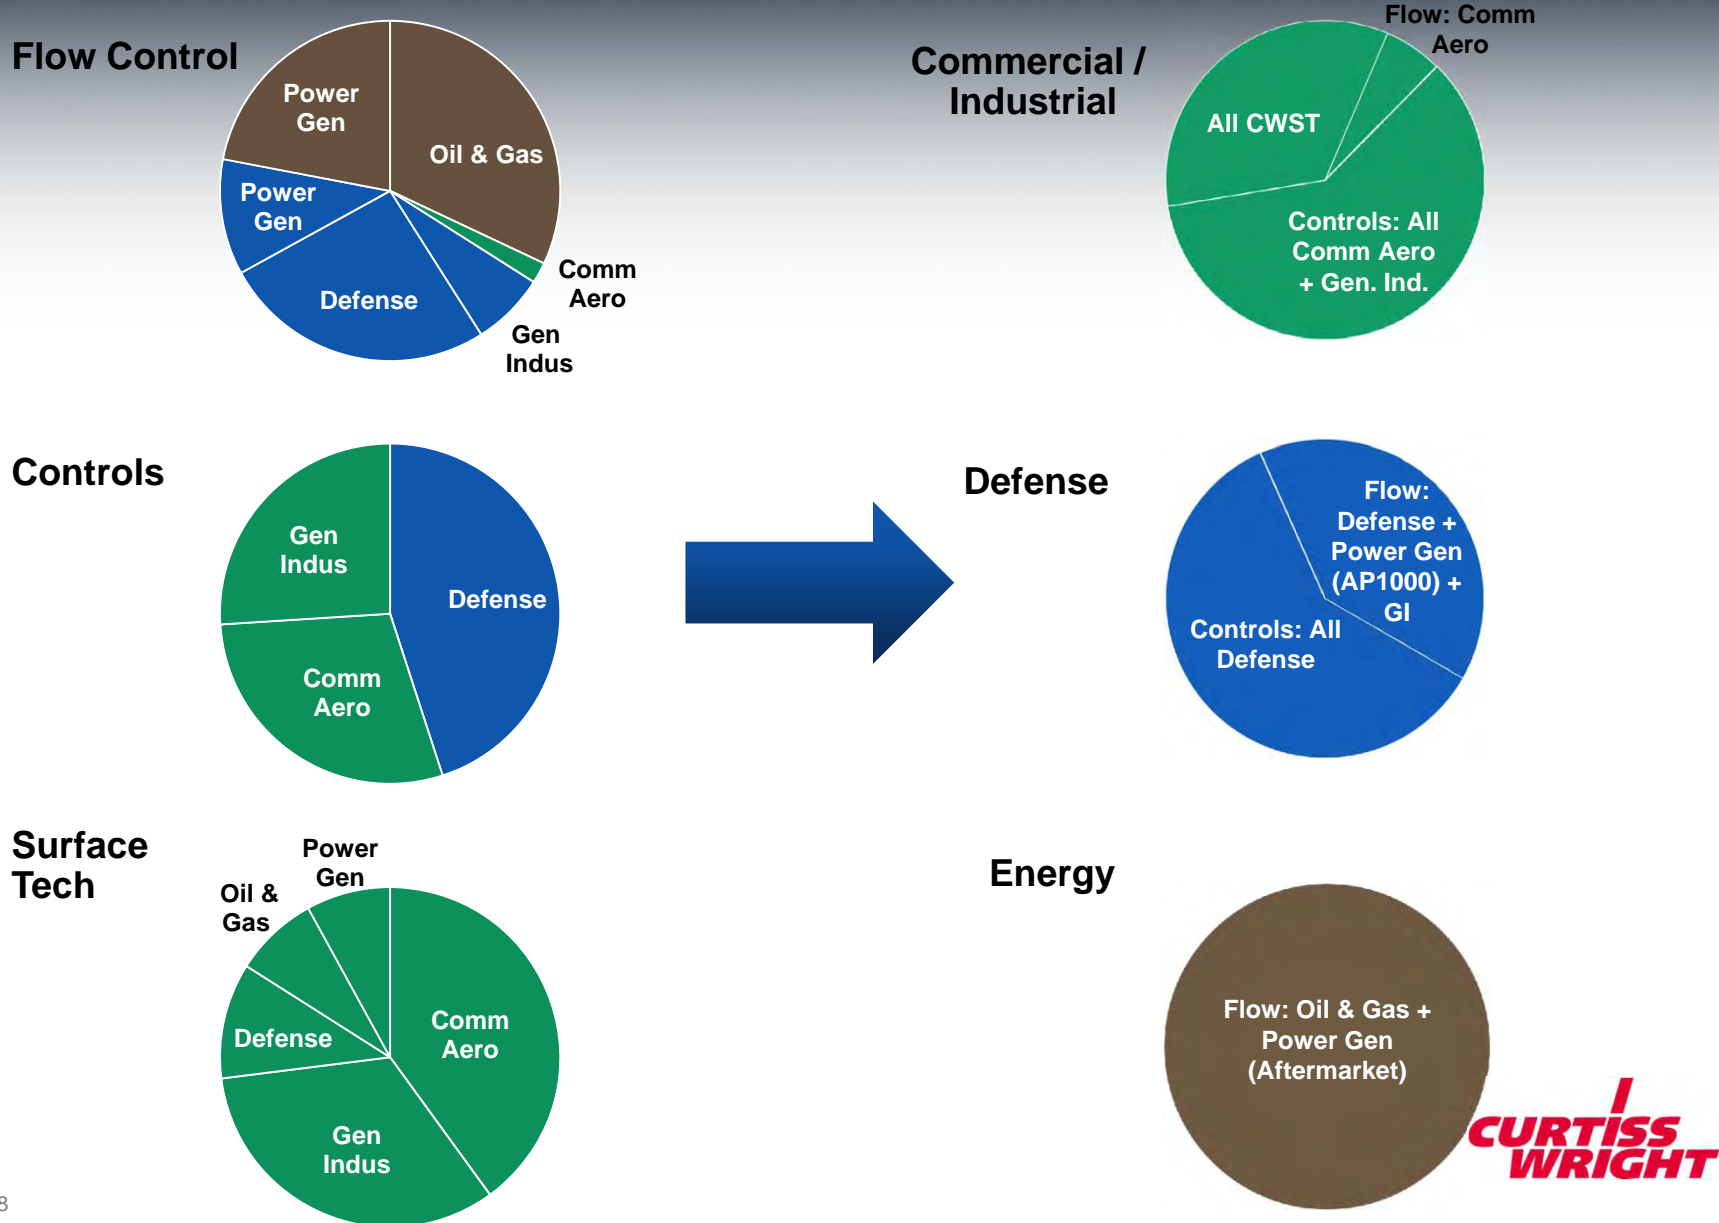 Flow Control
Power
Gen
Oil & Gas
Power
Gen
Defense
Comm
Aero
Gen
Indus
Commercial /
Industrial
Flow: Comm
Aero
All CWST
Controls: All
Comm Aero
+ Gen. Ind.
Controls
Gen
Indus
Defense
Comm
Aero
Defense
Flow:
Defense +
Power Gen
(AP1000) +
GI
Controls: All
Defense
Surface
Tech
Power
Gen
Oil &
Gas
Defense
Comm
Aero
Gen
Indus
Energy
Flow: Oil & Gas +
Power Gen
(Aftermarket)
CURTISS
WRIGHT
8